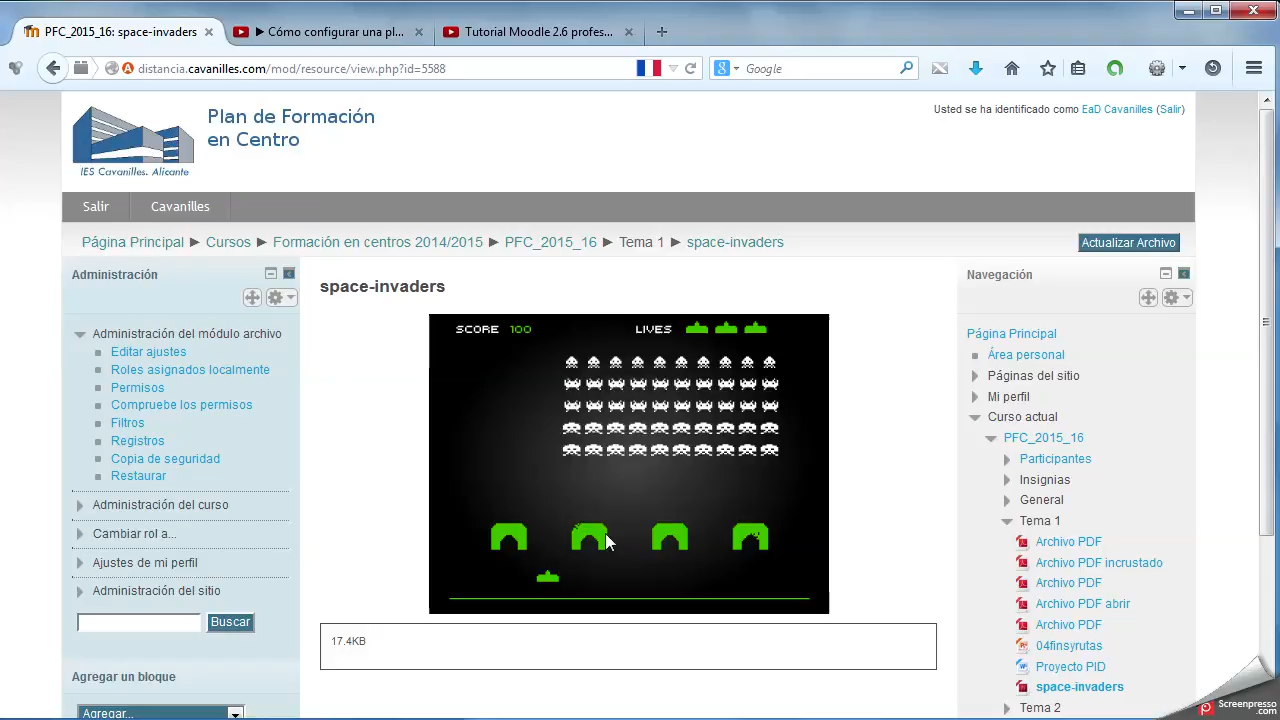 PFC_2015_16: space-invaders
Cómo configurar una pl...
Tutorial Moodle 2.6 profes...
distancia.cavanilles.com/mod/resource/view.php?id=5588
Google
IES Cavanilles. Alicante
Plan de Formación
en Centro
Usted se ha identificado como EaD Cavanilles (Salir)
Salir
Cavanilles
Página Principal ► Cursos ► Formación en centros 2014/2015 ► PFC_2015_16 ► Tema 1 ► space-invaders
Actualizar Archivo
Administración
Administración del módulo archivo
Editar ajustes
Roles asignados localmente
Permisos
Compruebe los permisos
Filtros
Registros
Copia de seguridad
Restaurar
Administración del curso
Cambiar rol a...
Ajustes de mi perfil
Administración del sitio
Buscar
Agregar un bloque
Agregar...
space-invaders
SCORE 100
LIVES
17.4KB
Navegación
Página Principal
Área personal
Páginas del sitio
Mi perfil
Curso actual
PFC_2015_16
Participantes
Insignias
General
Tema 1
Archivo PDF
Archivo PDF incrustado
Archivo PDF
Archivo PDF abrir
Archivo PDF
04finsyrutas
Proyecto PID
space-invaders
Tema 2
Screenpresso
.com